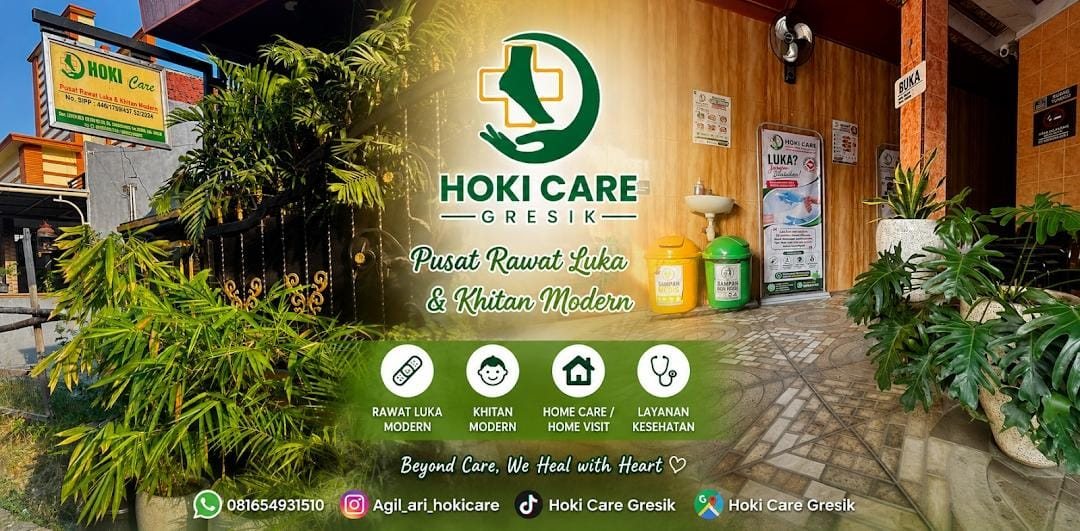 HOKI Care
Pusat Rawat Luka & Khitan Modern
HOKI CARE
GRESIK
Pusat Rawat Luka
& Khitan Modern
BUKA
HOKI CARE
LUKA?
SAMPAH
SAMPAH
RAWAT LUKA
MODERN
KHITAN
MODERN
HOME CARE /
HOME VISIT
LAYANAN
KESEHATAN
Beyond Care, We Heal with Heart
081654931510
Agil_ari_hokicare
Hoki Care Gresik
Hoki Care Gresik